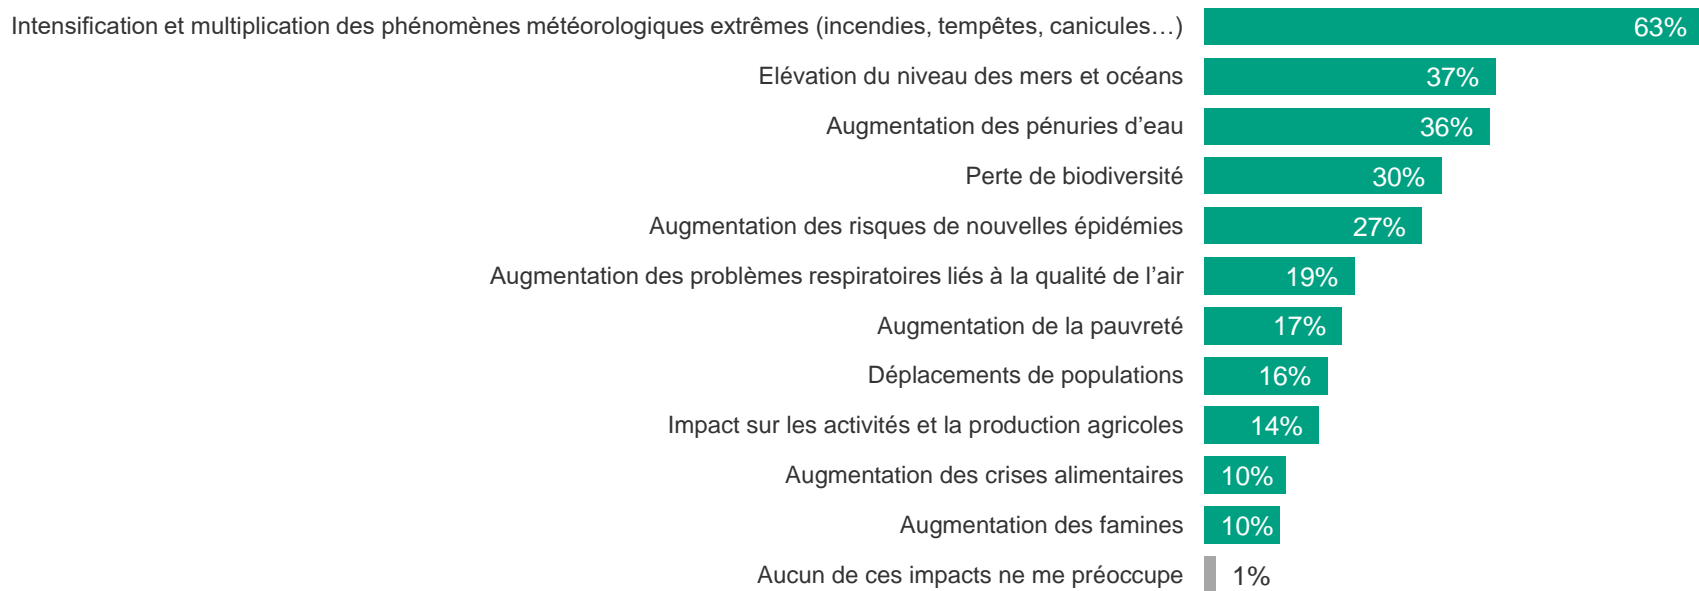 Intensification et multiplication des phénomènes météorologiques extrêmes (incendies, tempêtes, canicules…) 63%
Elévation du niveau des mers et océans 37%
Augmentation des pénuries d’eau 36%
Perte de biodiversité 30%
Augmentation des risques de nouvelles épidémies 27%
Augmentation des problèmes respiratoires liés à la qualité de l’air 19%
Augmentation de la pauvreté 17%
Déplacements de populations 16%
Impact sur les activités et la production agricoles 14%
Augmentation des crises alimentaires 10%
Augmentation des famines 10%
Aucun de ces impacts ne me préoccupe 1%